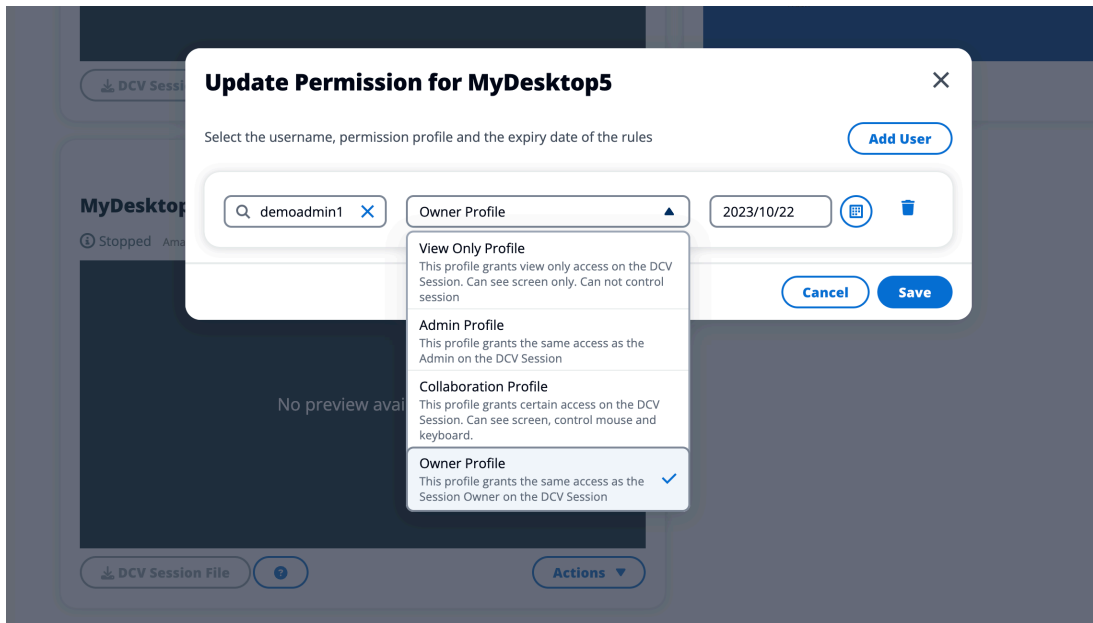 DCV Sessi
Update Permission for MyDesktop5
Select the username, permission profile and the expiry date of the rules
Add User
demoadmin1
Owner Profile
2023/10/22
View Only Profile
This profile grants view only access on the DCV
Session. Can see screen only. Can not control
session
Admin Profile
This profile grants the same access as the
Admin on the DCV Session
Collaboration Profile
This profile grants certain access on the DCV
Session. Can see screen, control mouse and
keyboard.
Owner Profile
This profile grants the same access as the
Session Owner on the DCV Session
Cancel
Save
MyDesktop
Stopped Ama
No preview avai
DCV Session File
?
Actions